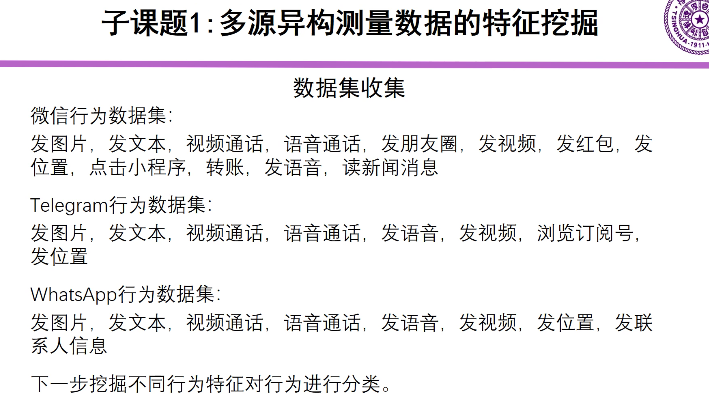 子课题1:多源异构测量数据的特征挖掘
TSINGHUA
1911
数据集收集
微信行为数据集:
发图片，发文本，视频通话，语音通话，发朋友圈，发视频，发红包，发
位置，点击小程序，转账，发语音，读新闻消息
Telegram行为数据集:
发图片，发文本，视频通话，语音通话，发语音，发视频，浏览订阅号，
发位置
WhatsApp行为数据集:
发图片，发文本，视频通话，语音通话，发语音，发视频，发位置，发联
系人信息
下一步挖掘不同行为特征对行为进行分类。